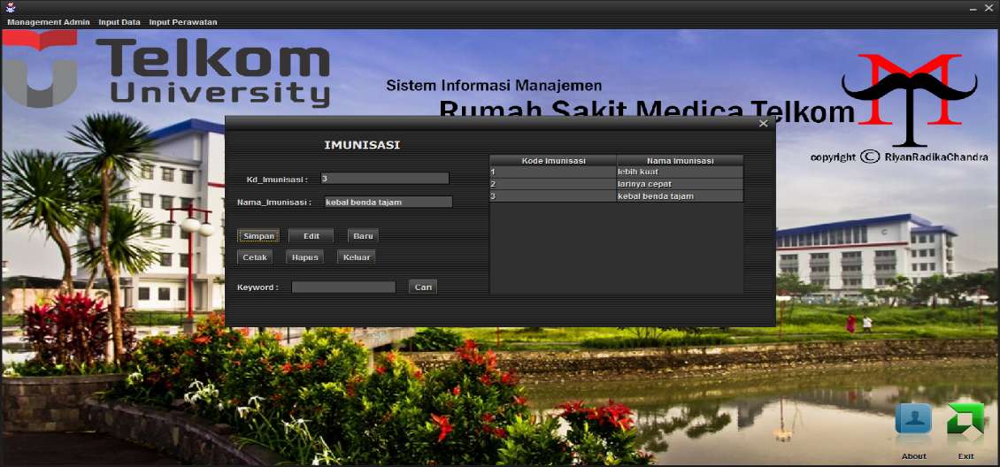 Management Admin Input Data Input Perawatan
Telkom
University
Sistem Informasi Manajemen
Rumah Sakit Medica Telkom
copyright © RiyanRadikaChandra
IMUNISASI
Kd_Imunisasi : 3
Nama_Imunisasi : kebal benda tajam
Simpan Edit Baru
Cetak Hapus Keluar
Keyword : Cari
Kode Imunisasi Nama Imunisasi
1 lebih kuat
2 larinya cepat
3 kebal benda tajam
About Exit